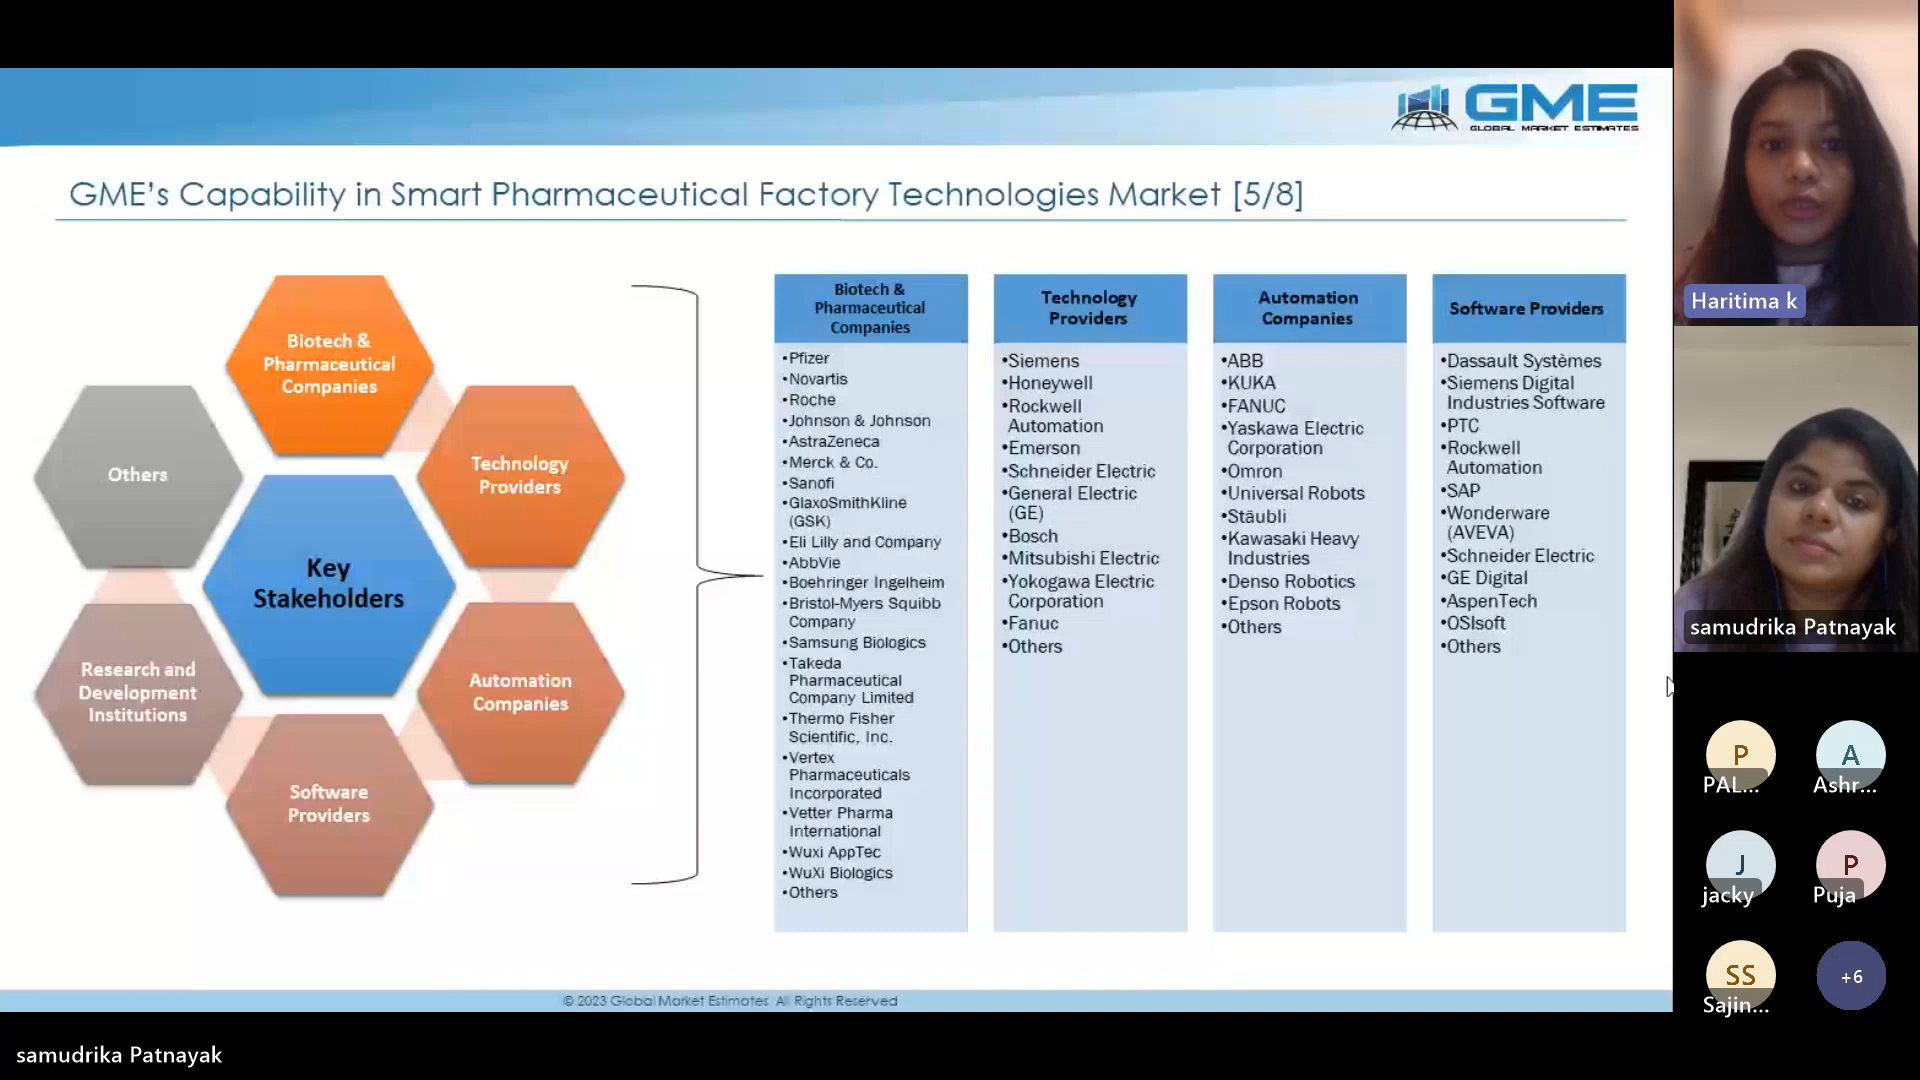 GME
GLOBAL MARKET ESTIMATES
GME's Capability in Smart Pharmaceutical Factory Technologies Market [5/8]
Biotech &
Pharmaceutical
Companies
Others
Technology
Providers
Key
Stakeholders
Research and
Development
Institutions
Automation
Companies
Software
Providers
Biotech &
Pharmaceutical
Companies
•Pfizer
•Novartis
•Roche
•Johnson & Johnson
•AstraZeneca
•Merck & Co.
•Sanofi
•GlaxoSmithKline
(GSK)
•Eli Lilly and Company
•AbbVie
•Boehringer Ingelheim
•Bristol-Myers Squibb
Company
•Samsung Biologics
•Takeda
Pharmaceutical
Company Limited
•Thermo Fisher
Scientific, Inc.
•Vertex
Pharmaceuticals
Incorporated
•Vetter Pharma
International
•Wuxi AppTec
•WuXi Biologics
•Others
Technology
Providers
•Siemens
•Honeywell
•Rockwell
Automation
•Emerson
•Schneider Electric
•General Electric
(GE)
•Bosch
•Mitsubishi Electric
•Yokogawa Electric
Corporation
•Fanuc
•Others
Automation
Companies
•ABB
•KUKA
•FANUC
•Yaskawa Electric
Corporation
•Omron
•Universal Robots
•Stäubli
•Kawasaki Heavy
Industries
•Denso Robotics
•Epson Robots
•Others
Software Providers
•Dassault Systèmes
•Siemens Digital
Industries Software
•PTC
•Rockwell
Automation
•SAP
•Wonderware
(AVEVA)
•Schneider Electric
•GE Digital
•AspenTech
•OSIsoft
•Others
© 2023 Global Market Estimates. All Rights Reserved
samudrika Patnayak
Haritima k
samudrika Patnayak
P
PAL...
A
Ashr...
J
jacky
P
Puja
SS
Sajin...
+6